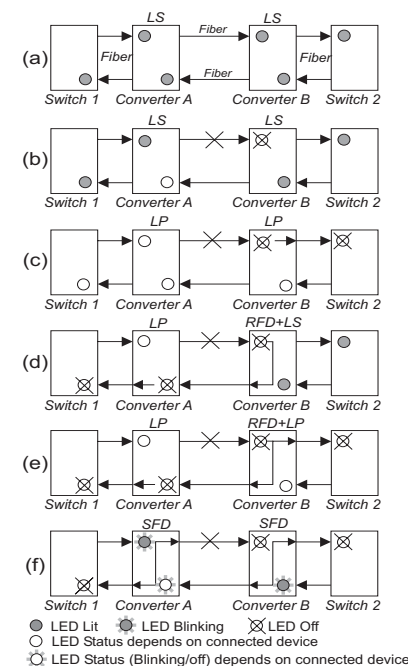 LS LS
(a) Fiber Fiber Fiber Fiber
Switch 1 Converter A Converter B Switch 2
LS LS
(b)
Switch 1 Converter A Converter B Switch 2
LP LP
(c)
Switch 1 Converter A Converter B Switch 2
LP RFD+LS
(d)
Switch 1 Converter A Converter B Switch 2
LP RFD+LP
(e)
Switch 1 Converter A Converter B Switch 2
SFD SFD
(f)
Switch 1 Converter A Converter B Switch 2
LED Lit LED Blinking LED Off
LED Status depends on connected device
LED Status (Blinking/off) depends on connected device